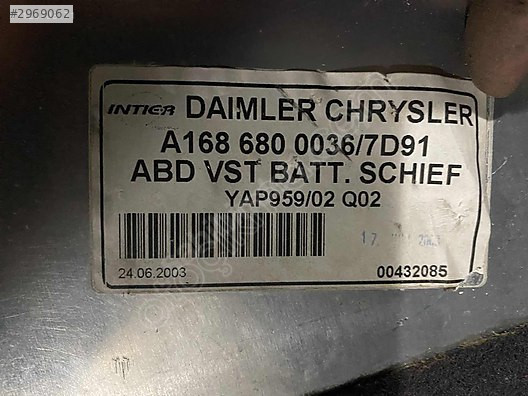 #2969062
INTIER DAIMLER CHRYSLER
A168 680 0036/7D91
ABD VST BATT. SCHIEF
YAP959/02 Q02
17
24.06.2003
00432085